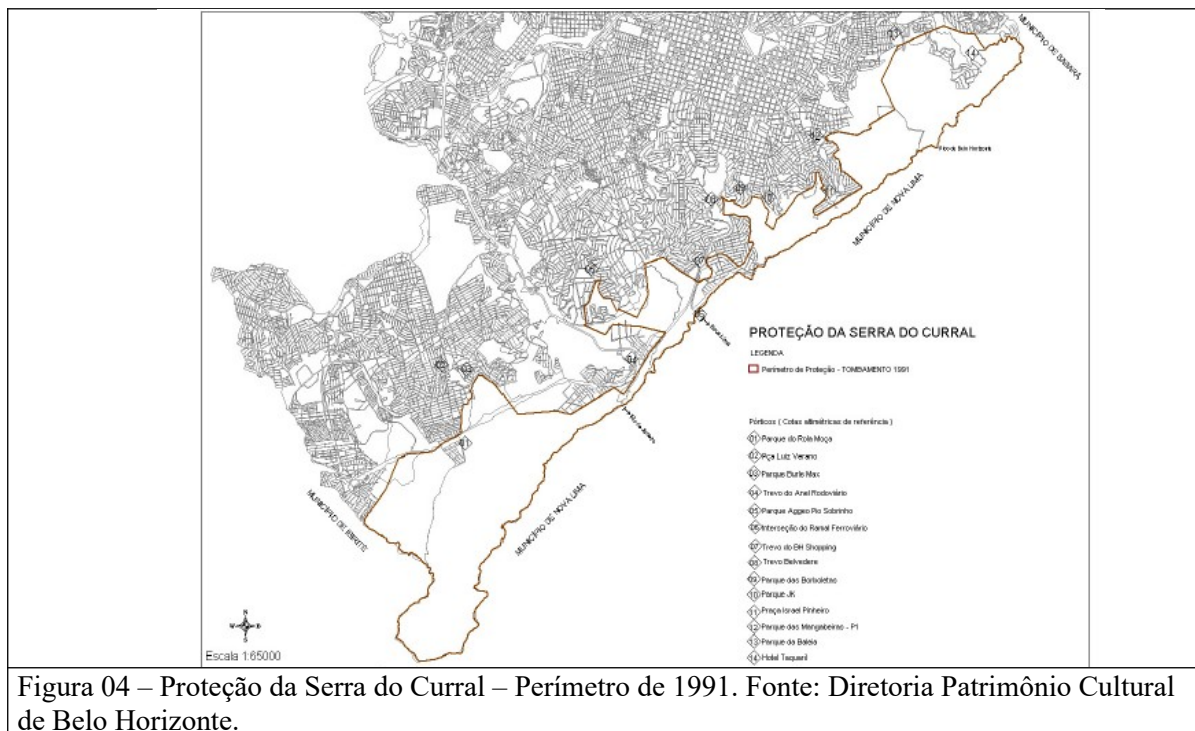 MUNICÍPIO DE SABARÁ
MUNICÍPIO DE NOVA LIMA
PROTEÇÃO DA SERRA DO CURRAL
LEGENDA
Perímetro de Proteção - TOMBAMENTO 1991
Pórticos ( Cotas altimétricas de referência )
01 Parque do Rola Moça
02 Pça Luiz Verano
03 Parque Burle Max
04 Trevo do Anel Rodoviário
05 Parque Aggeo Pio Sobrinho
06 Interseção do Ramal Ferroviário
07 Trevo do BH Shopping
08 Trevo Belvedere
09 Parque das Borboletas
10 Parque JK
11 Praça Israel Pinheiro
12 Parque das Mangabeiras - P1
13 Parque da Baleia
14 Hotel Taquaril
MUNICÍPIO DE IBIRITÉ
MUNICÍPIO DE NOVA LIMA
N
S
Escala 1:65000
Figura 04 – Proteção da Serra do Curral – Perímetro de 1991. Fonte: Diretoria Patrimônio Cultural
de Belo Horizonte.